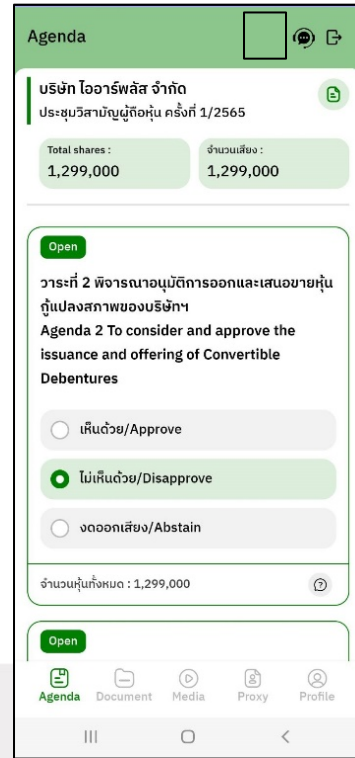 Agenda
บริษัท ไออาร์พลัส จำกัด
ประชุมวิสามัญผู้ถือหุ้น ครั้งที่ 1/2565
Total shares :
1,299,000
จำนวนเสียง :
1,299,000
Open
วาระที่ 2 พิจารณาอนุมัติการออกและเสนอขายหุ้น
กู้แปลงสภาพของบริษัทฯ
Agenda 2 To consider and approve the
issuance and offering of Convertible
Debentures
เห็นด้วย/Approve
ไม่เห็นด้วย/Disapprove
งดออกเสียง/Abstain
จำนวนหุ้นทั้งหมด : 1,299,000
Open
Agenda Document Media Proxy Profile